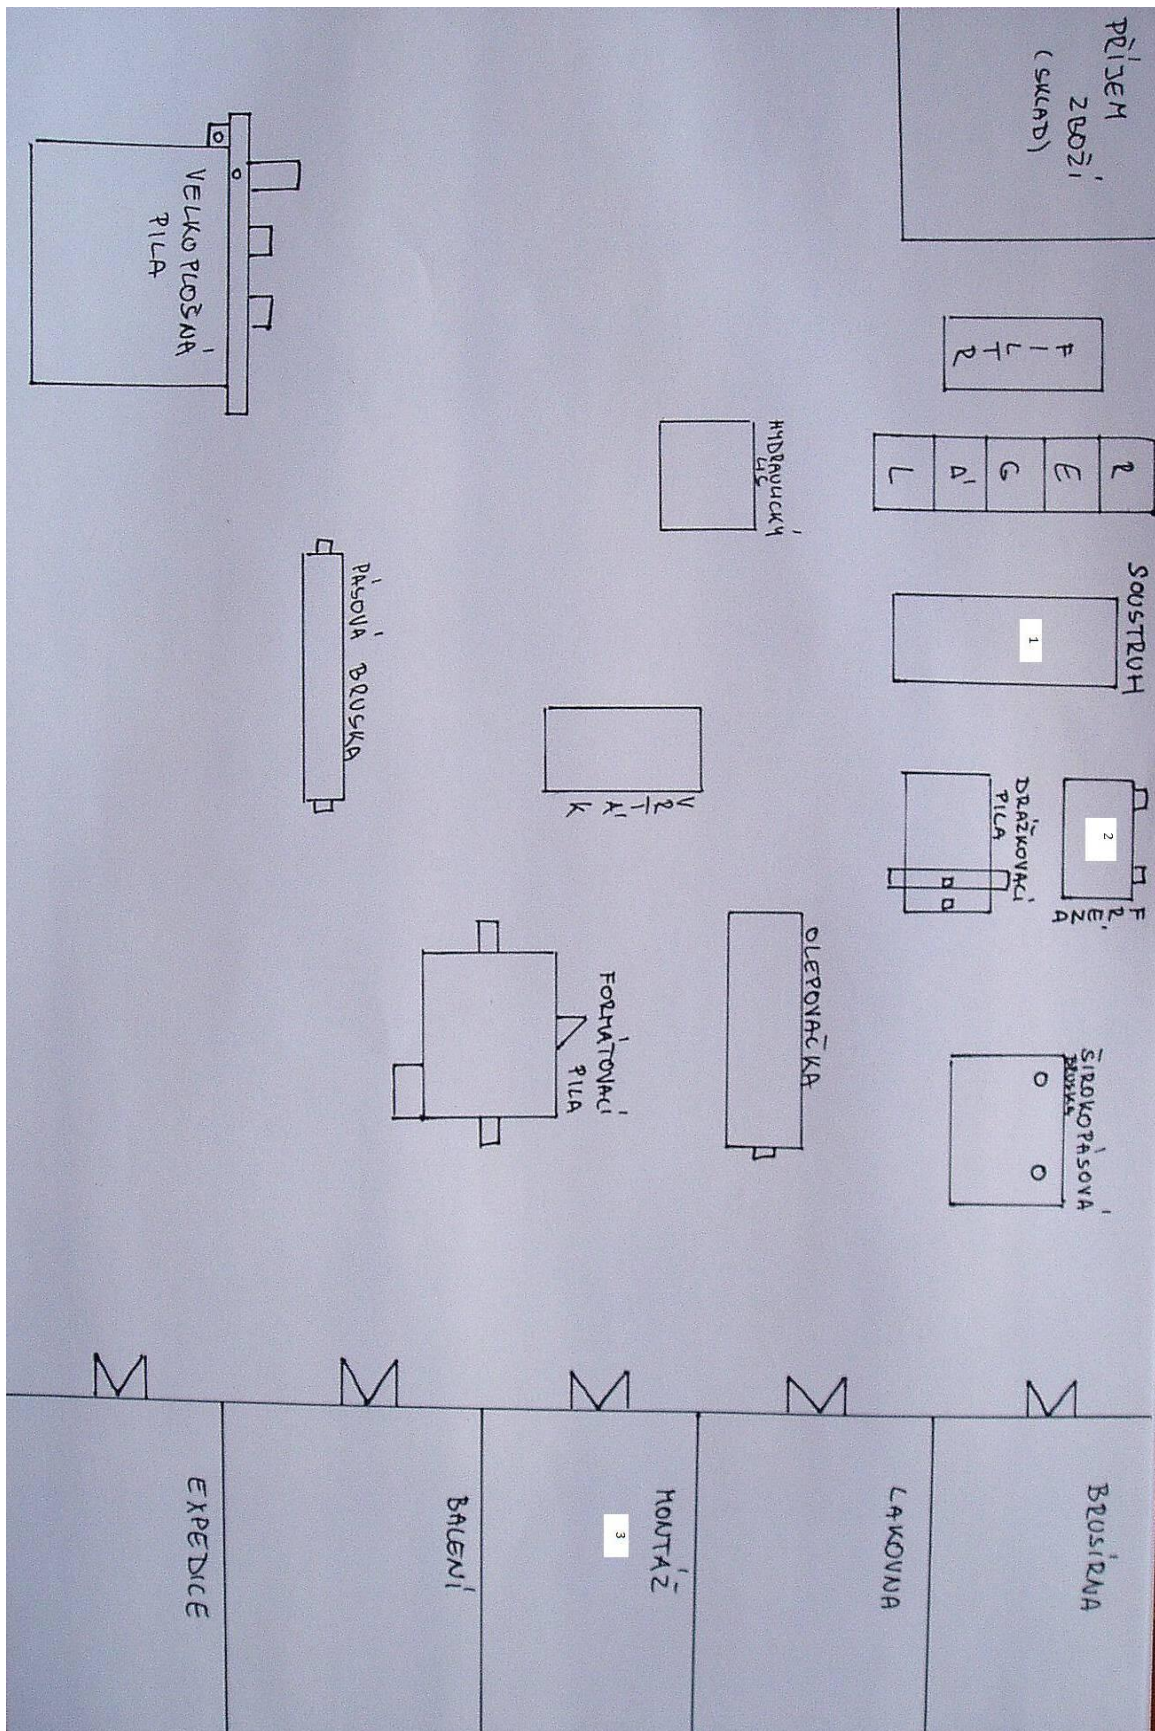 PŘÍJEM
ZBOŽÍ
(SKLAD)
FILTR
LÁGER
SOUSTRUH
1
FRÉZA
2
DRÁŽKOVACÍ
PILA
ŠIROKOPÁSOVÁ
BRUSKA
HYDRAULICKÝ
LIS
VRTÁK
OLEPOVAČKA
VELKOPLOŠNÁ
PILA
PÁSOVÁ BRUSKA
FORMÁTOVACÍ
PILA
BRUSÍRNA
LAKOVNA
MONTÁŽ
3
BALENÍ
EXPEDICE